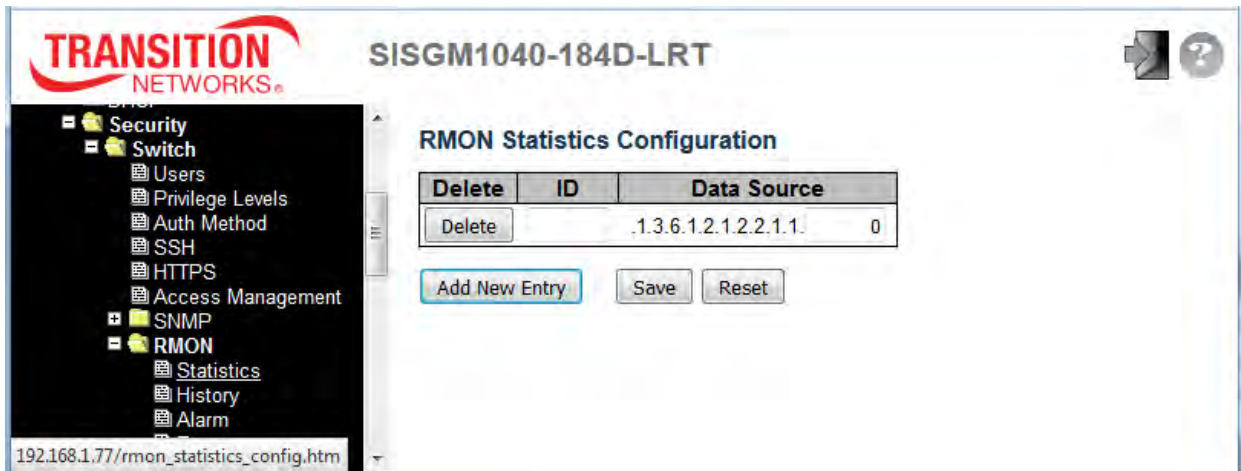 TRANSITION
NETWORKS®
SISGM1040-184D-LRT
?
Security
Switch
Users
Privilege Levels
Auth Method
SSH
HTTPS
Access Management
SNMP
RMON
Statistics
History
Alarm
192.168.1.77/rmon_statistics_config.htm
RMON Statistics Configuration
Delete ID Data Source
Delete .1.3.6.1.2.1.2.2.1.1. 0
Add New Entry Save Reset